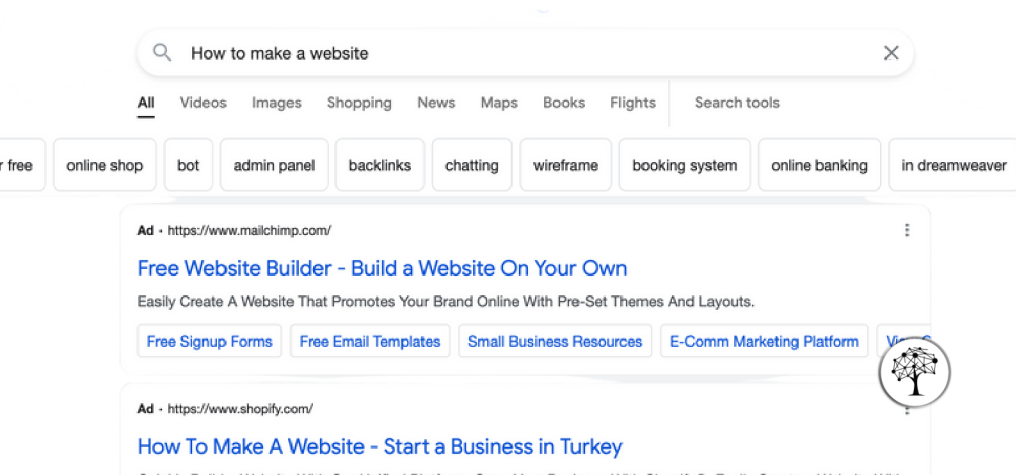 How to make a website
All Videos Images Shopping News Maps Books Flights Search tools
r free online shop bot admin panel backlinks chatting wireframe booking system online banking in dreamweaver
Ad · https://www.mailchimp.com/
Free Website Builder - Build a Website On Your Own
Easily Create A Website That Promotes Your Brand Online With Pre-Set Themes And Layouts.
Free Signup Forms Free Email Templates Small Business Resources E-Comm Marketing Platform
Ad · https://www.shopify.com/
How To Make A Website - Start a Business in Turkey